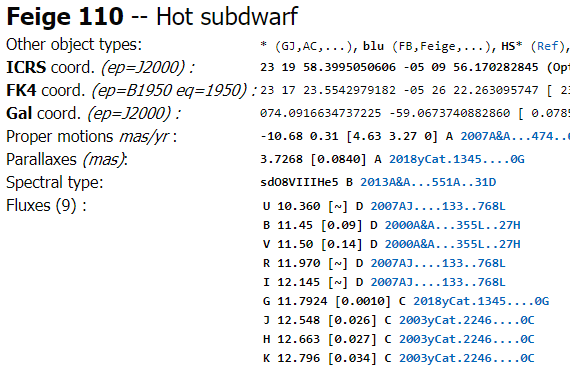 Feige 110 -- Hot subdwarf
Other object types: * (GJ,AC,...), blu (FB,Feige,...), HS* (Ref),
ICRS coord. (ep=J2000) : 23 19 58.3995050606 -05 09 56.170282845 (Opt
FK4 coord. (ep=B1950 eq=1950) : 23 17 23.5542979182 -05 26 22.263095747 [ 23
Gal coord. (ep=J2000) : 074.0916634737225 -59.0673740882860 [ 0.0785
Proper motions mas/yr : -10.68 0.31 [4.63 3.27 0] A 2007A&A...474..6
Parallaxes (mas): 3.7268 [0.0840] A 2018yCat.1345....0G
Spectral type: sdO8VIIIHe5 B 2013A&A...551A..31D
Fluxes (9) :
U 10.360 [~] D 2007AJ....133..768L
B 11.45 [0.09] D 2000A&A...355L..27H
V 11.50 [0.14] D 2000A&A...355L..27H
R 11.970 [~] D 2007AJ....133..768L
I 12.145 [~] D 2007AJ....133..768L
G 11.7924 [0.0010] C 2018yCat.1345....0G
J 12.548 [0.026] C 2003yCat.2246....0C
H 12.663 [0.027] C 2003yCat.2246....0C
K 12.796 [0.034] C 2003yCat.2246....0C